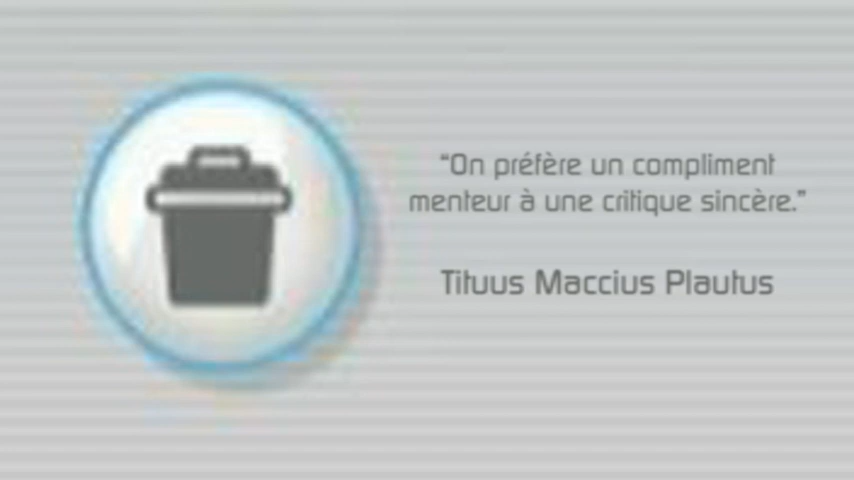 “On préfère un compliment
menteur à une critique sincère.”
Tituus Maccius Plautus